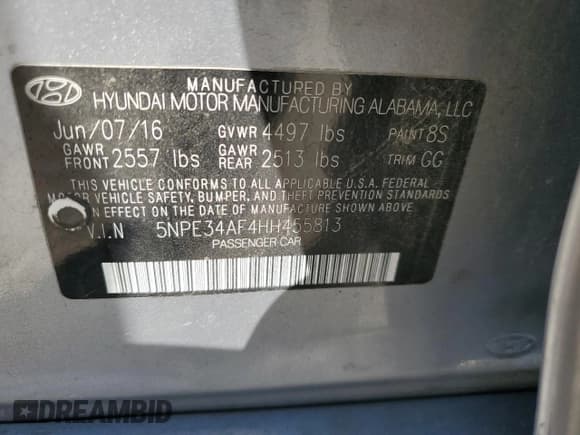 MANUFACTURED BY
HYUNDAI MOTOR MANUFACTURING ALABAMA, LLC
Jun/07/16 GVWR 4497 lbs PAINT 8S
GAWR FRONT 2557 lbs GAWR REAR 2513 lbs TRIM GG
THIS VEHICLE CONFORMS TO ALL APPLICABLE U.S.A. FEDERAL
MOTOR VEHICLE SAFETY, BUMPER, AND THEFT PREVENTION STANDARDS
IN EFFECT ON THE DATE OF MANUFACTURE SHOWN ABOVE.
V.I.N 5NPE34AF4HH455813
PASSENGER CAR
DREAMBID